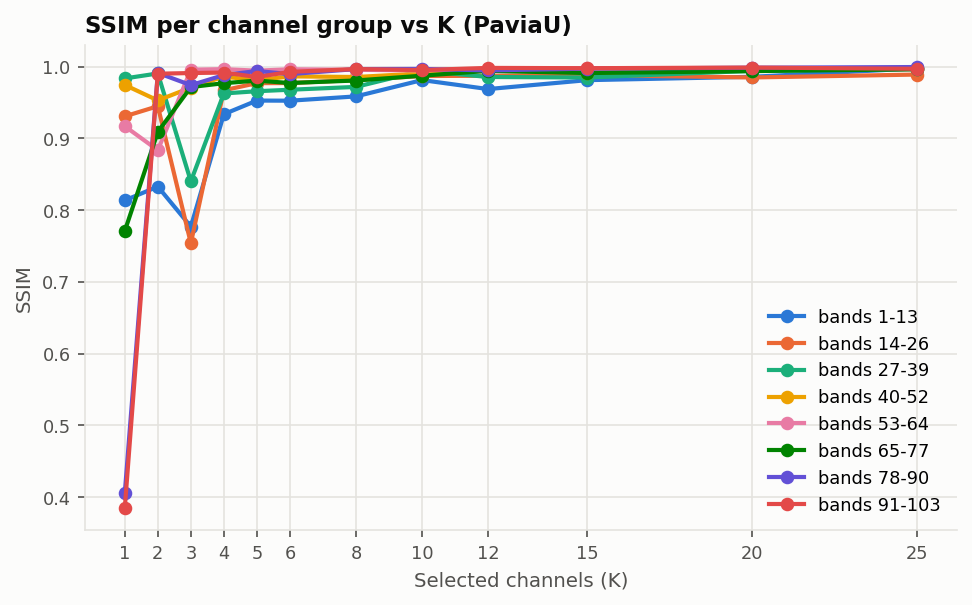 SSIM per channel group vs K (PaviaU)
SSIM
1.0
0.9
0.8
0.7
0.6
0.5
0.4
bands 1-13
bands 14-26
bands 27-39
bands 40-52
bands 53-64
bands 65-77
bands 78-90
bands 91-103
1 2 3 4 5 6 8 10 12 15 20 25
Selected channels (K)